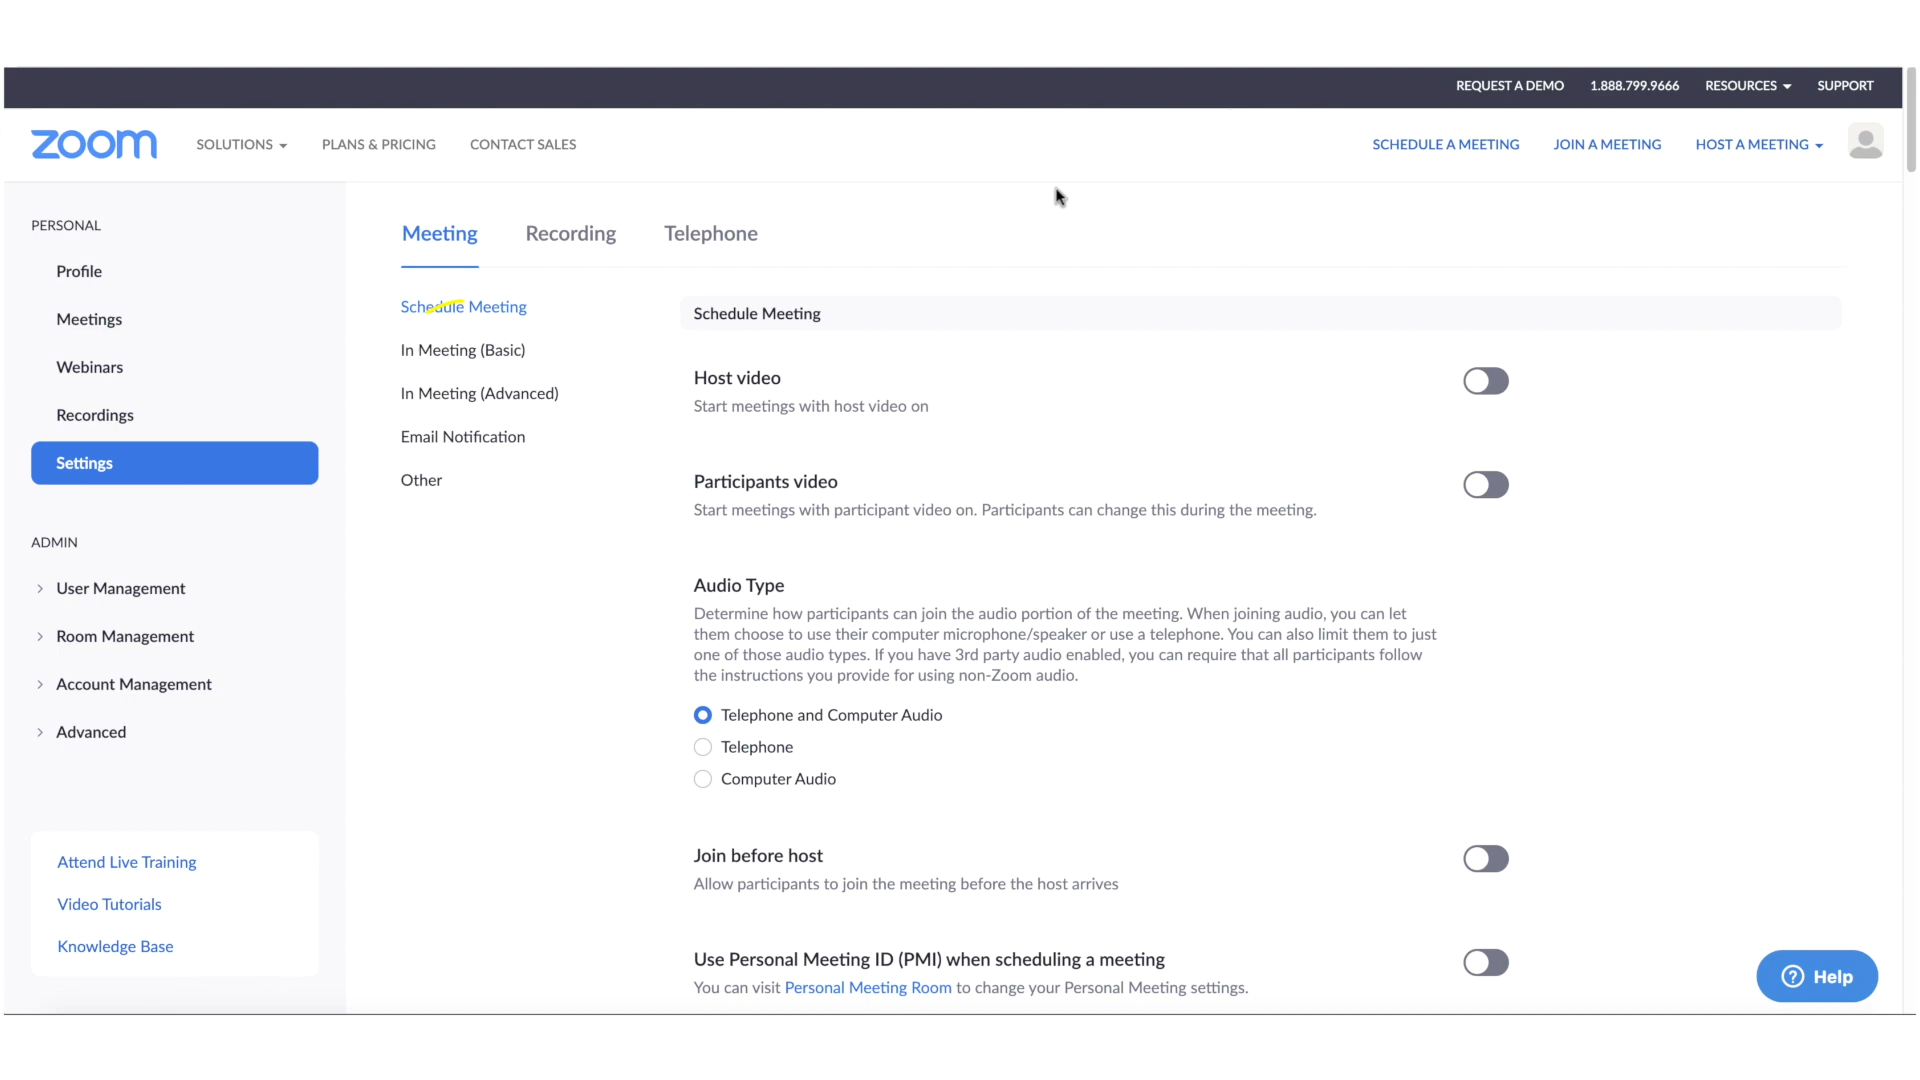 REQUEST A DEMO 1.888.799.9666 RESOURCES SUPPORT
zoom SOLUTIONS PLANS & PRICING CONTACT SALES SCHEDULE A MEETING JOIN A MEETING HOST A MEETING
PERSONAL
Profile
Meetings
Webinars
Recordings
Settings
ADMIN
User Management
Room Management
Account Management
Advanced
Attend Live Training
Video Tutorials
Knowledge Base
Meeting Recording Telephone
Schedule Meeting
In Meeting (Basic)
In Meeting (Advanced)
Email Notification
Other
Schedule Meeting
Host video
Start meetings with host video on
Participants video
Start meetings with participant video on. Participants can change this during the meeting.
Audio Type
Determine how participants can join the audio portion of the meeting. When joining audio, you can let
them choose to use their computer microphone/speaker or use a telephone. You can also limit them to just
one of those audio types. If you have 3rd party audio enabled, you can require that all participants follow
the instructions you provide for using non-Zoom audio.
Telephone and Computer Audio
Telephone
Computer Audio
Join before host
Allow participants to join the meeting before the host arrives
Use Personal Meeting ID (PMI) when scheduling a meeting
You can visit Personal Meeting Room to change your Personal Meeting settings.
Help